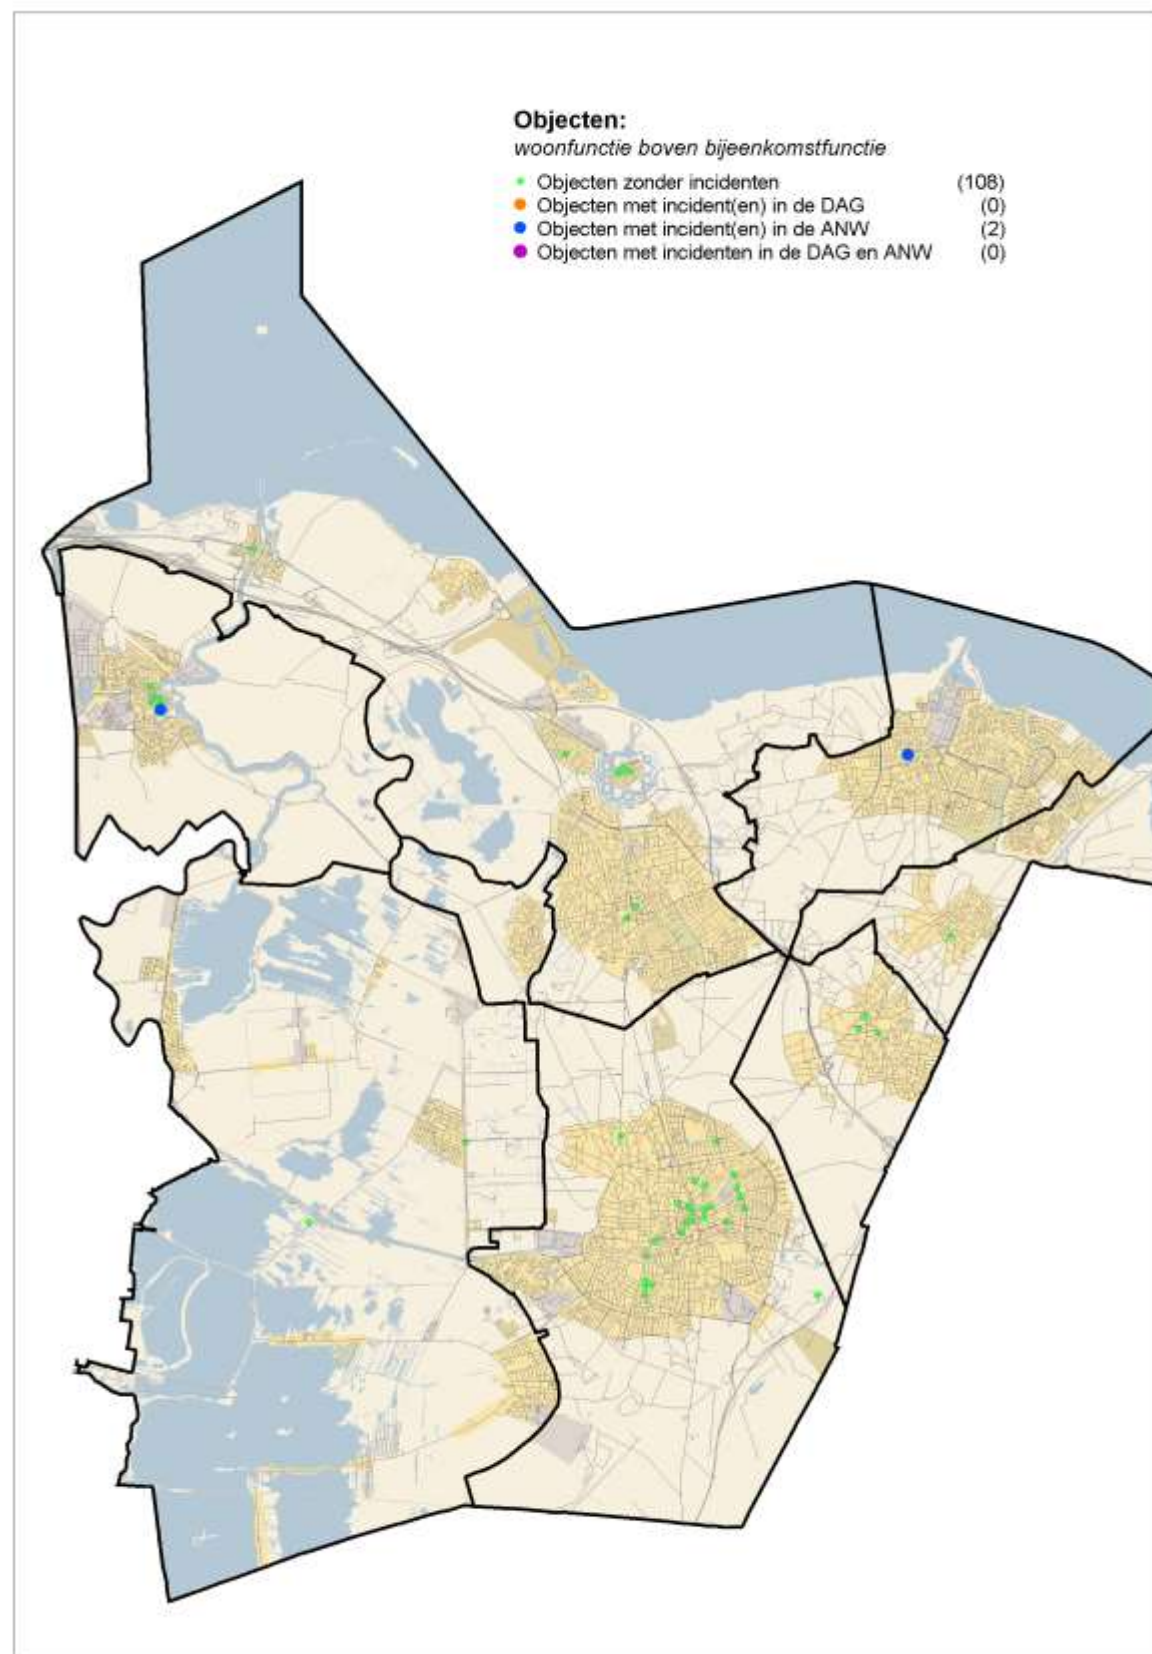 Objecten:
woonfunctie boven bijeenkomstfunctie
Objecten zonder incidenten (108)
Objecten met incident(en) in de DAG (0)
Objecten met incident(en) in de ANW (2)
Objecten met incidenten in de DAG en ANW (0)